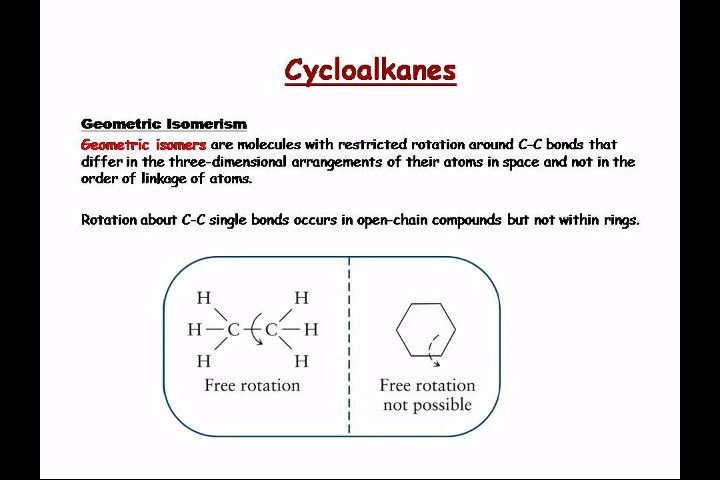 Cycloalkanes
Geometric Isomerism
Geometric isomers are molecules with restricted rotation around C-C bonds that
differ in the three-dimensional arrangements of their atoms in space and not in the
order of linkage of atoms.
Rotation about C-C single bonds occurs in open-chain compounds but not within rings.
H H
H C C H
H H
Free rotation
Free rotation
not possible